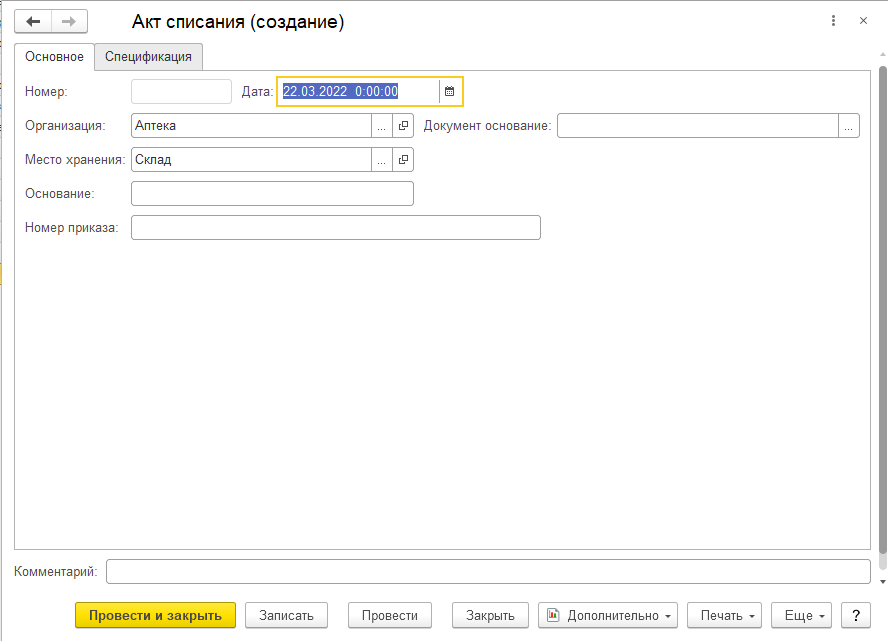 Акт списания (создание)
Основное Спецификация
Номер: Дата: 22.03.2022 0:00:00
Организация: Аптека ... Документ основание: ...
Место хранения: Склад ...
Основание:
Номер приказа:
Комментарий:
Провести и закрыть Записать Провести Закрыть Дополнительно Печать Еще ?